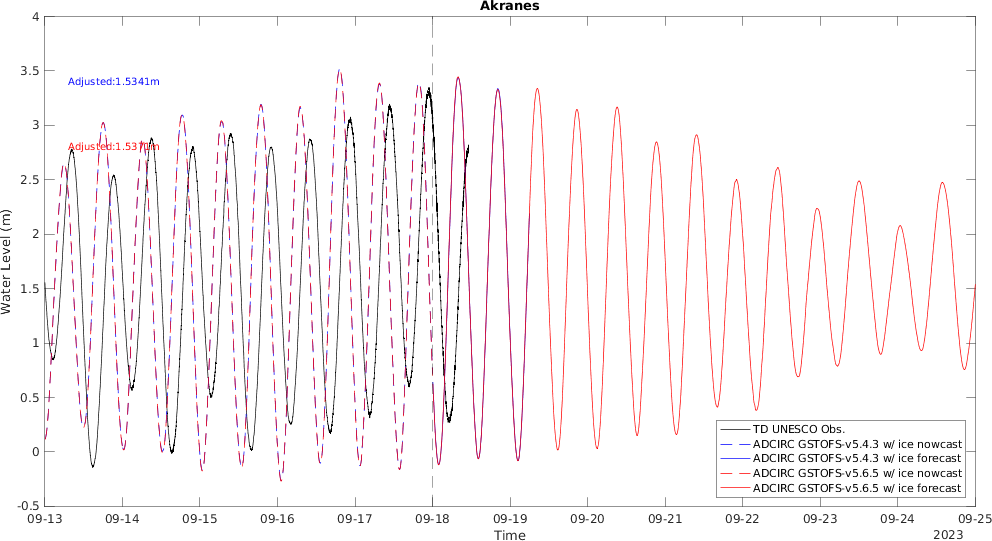 Akranes
4
3.5
3
2.5
2
1.5
1
0.5
0
-0.5
Water Level (m)
Adjusted:1.5341m
TD UNESCO Obs.
ADCIRC GSTOFS-v5.4.3 w/ ice nowcast
ADCIRC GSTOFS-v5.4.3 w/ ice forecast
ADCIRC GSTOFS-v5.6.5 w/ ice nowcast
ADCIRC GSTOFS-v5.6.5 w/ ice forecast
09-13 09-14 09-15 09-16 09-17 09-18 09-19 09-20 09-21 09-22 09-23 09-24 09-25
Time
2023